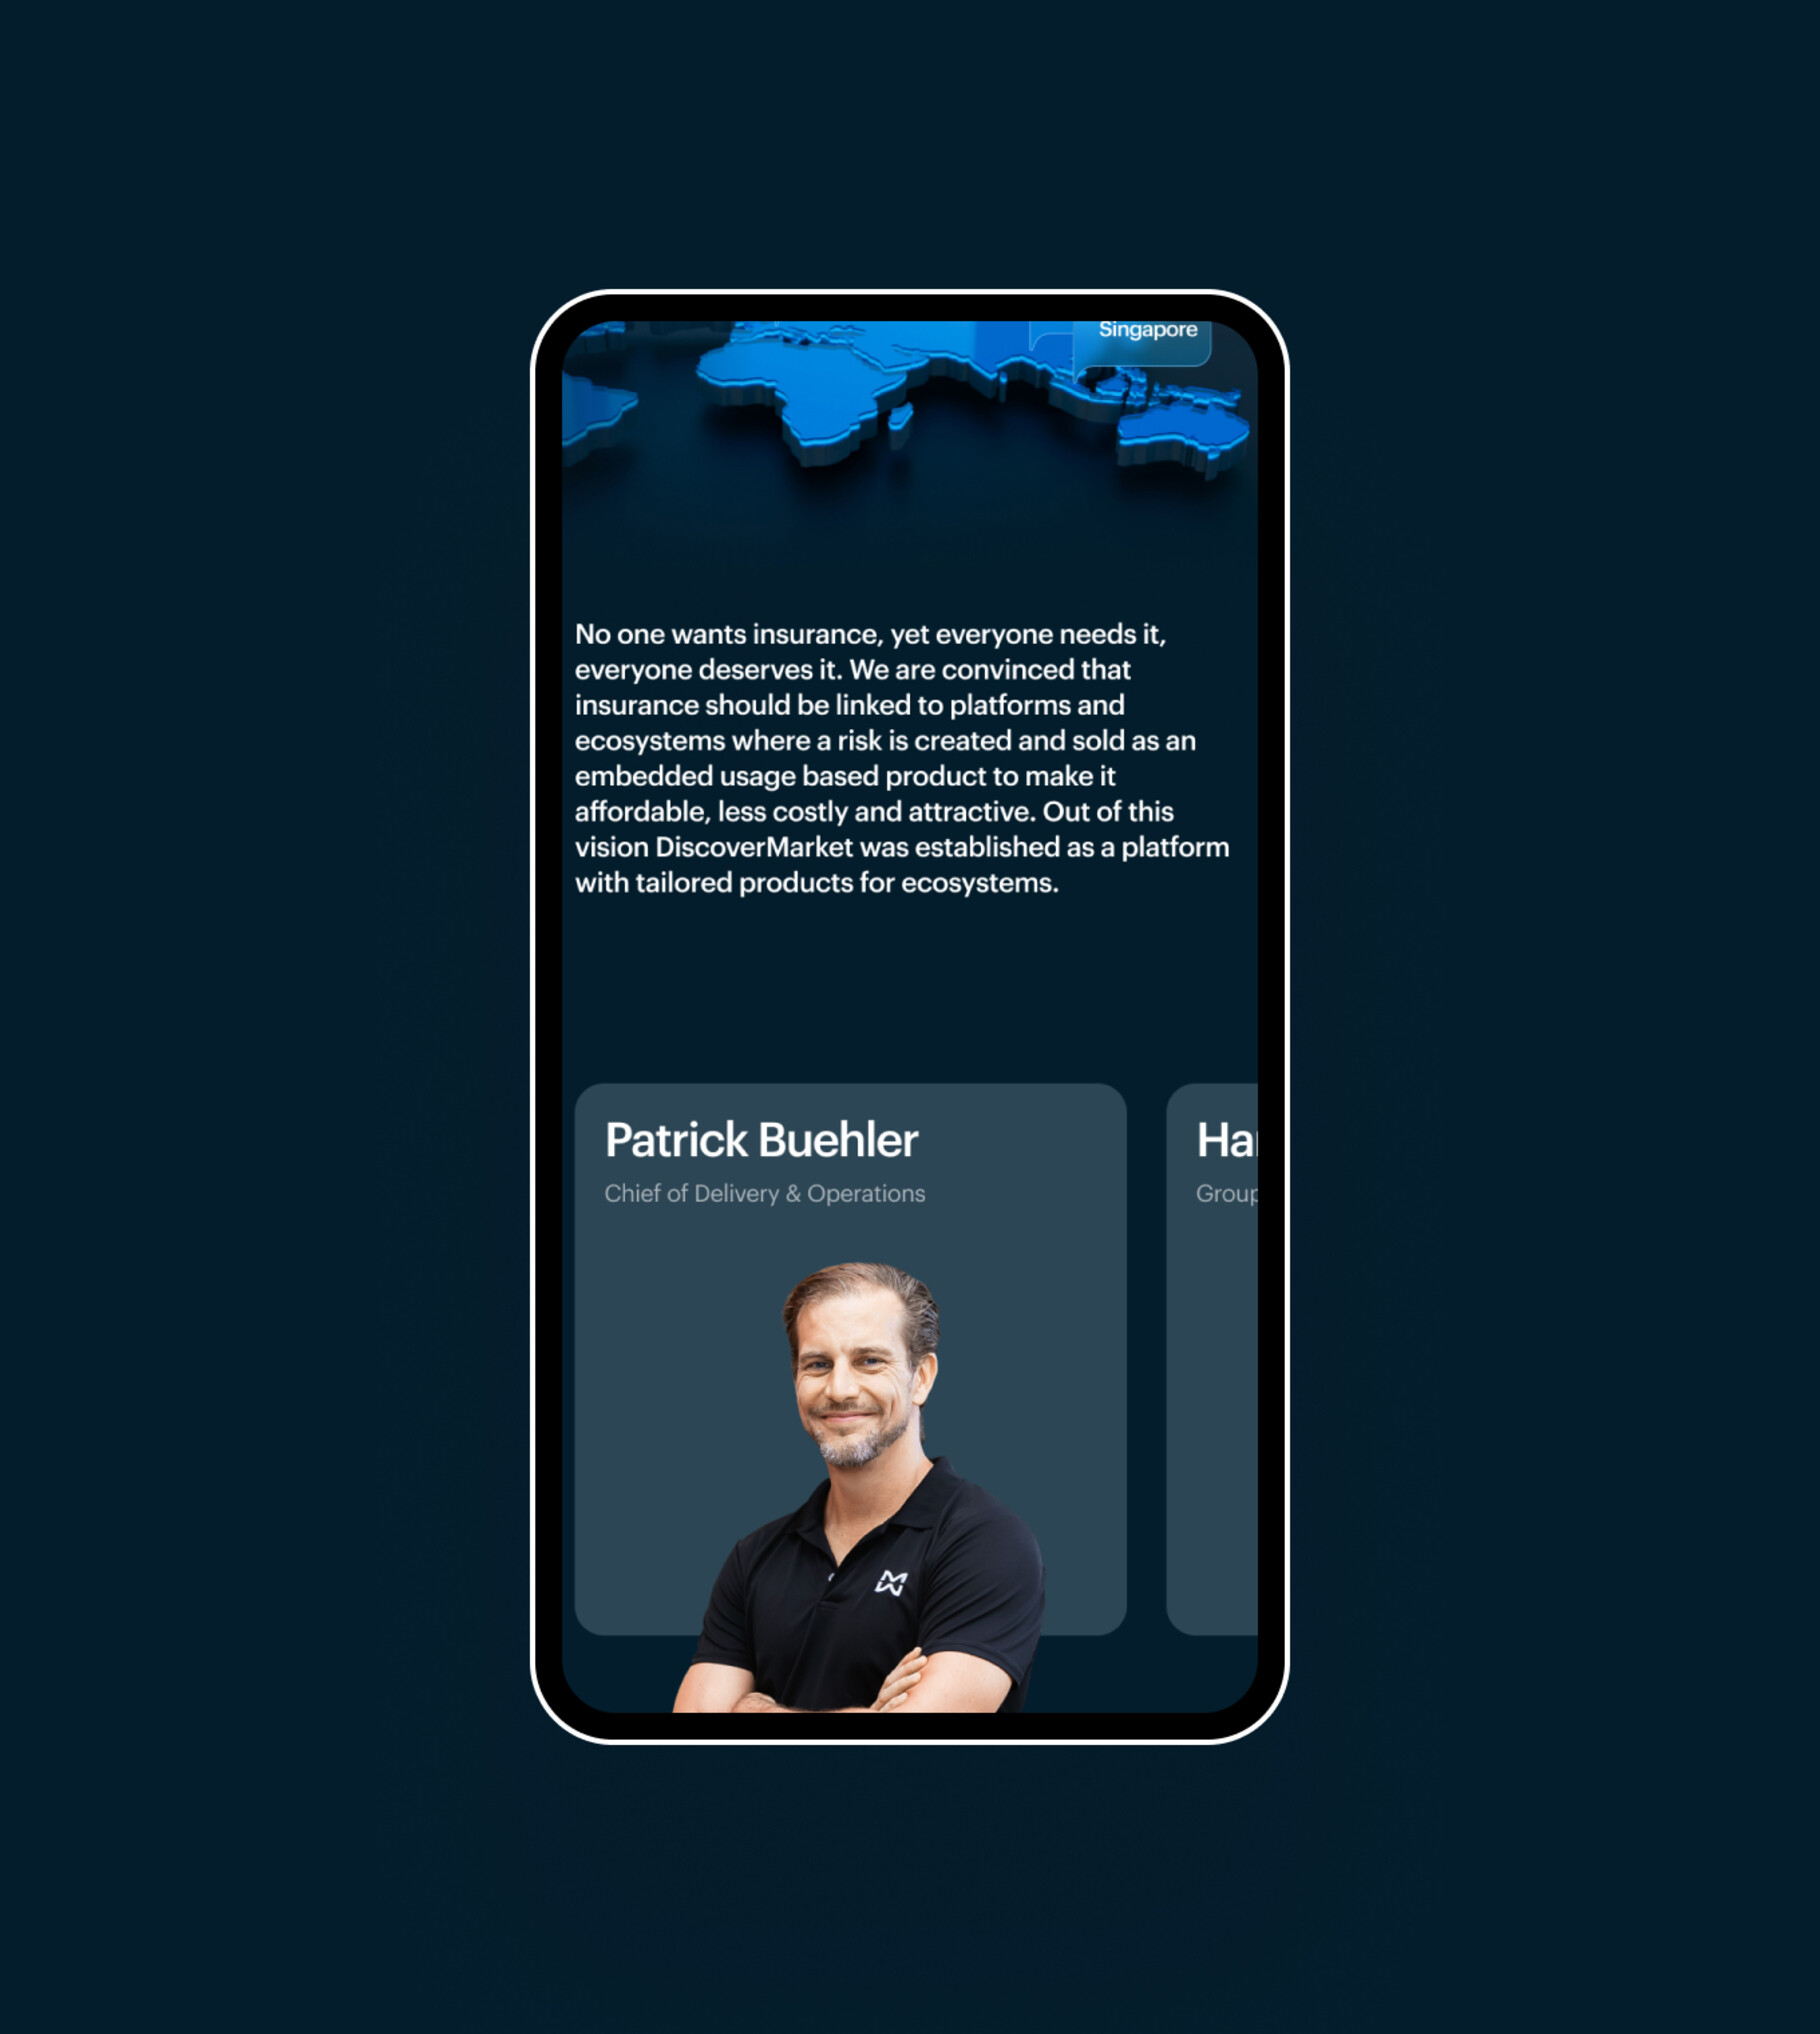 Singapore
No one wants insurance, yet everyone needs it,
everyone deserves it. We are convinced that
insurance should be linked to platforms and
ecosystems where a risk is created and sold as an
embedded usage based product to make it
affordable, less costly and attractive. Out of this
vision DiscoverMarket was established as a platform
with tailored products for ecosystems.
Patrick Buehler
Chief of Delivery & Operations
Group